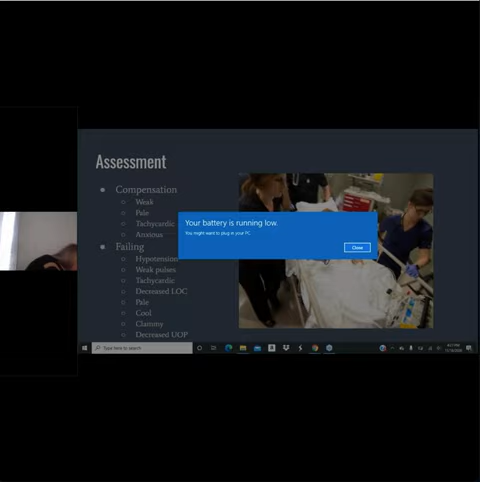 Assessment
Compensation
Weak
Pale
Tachycardic
Anxious
Failing
Hypotension
Weak pulses
Tachycardic
Decreased LOC
Pale
Cool
Clammy
Decreased UOP
Your battery is running low.
You might want to plug in your PC.
Close
Type here to search